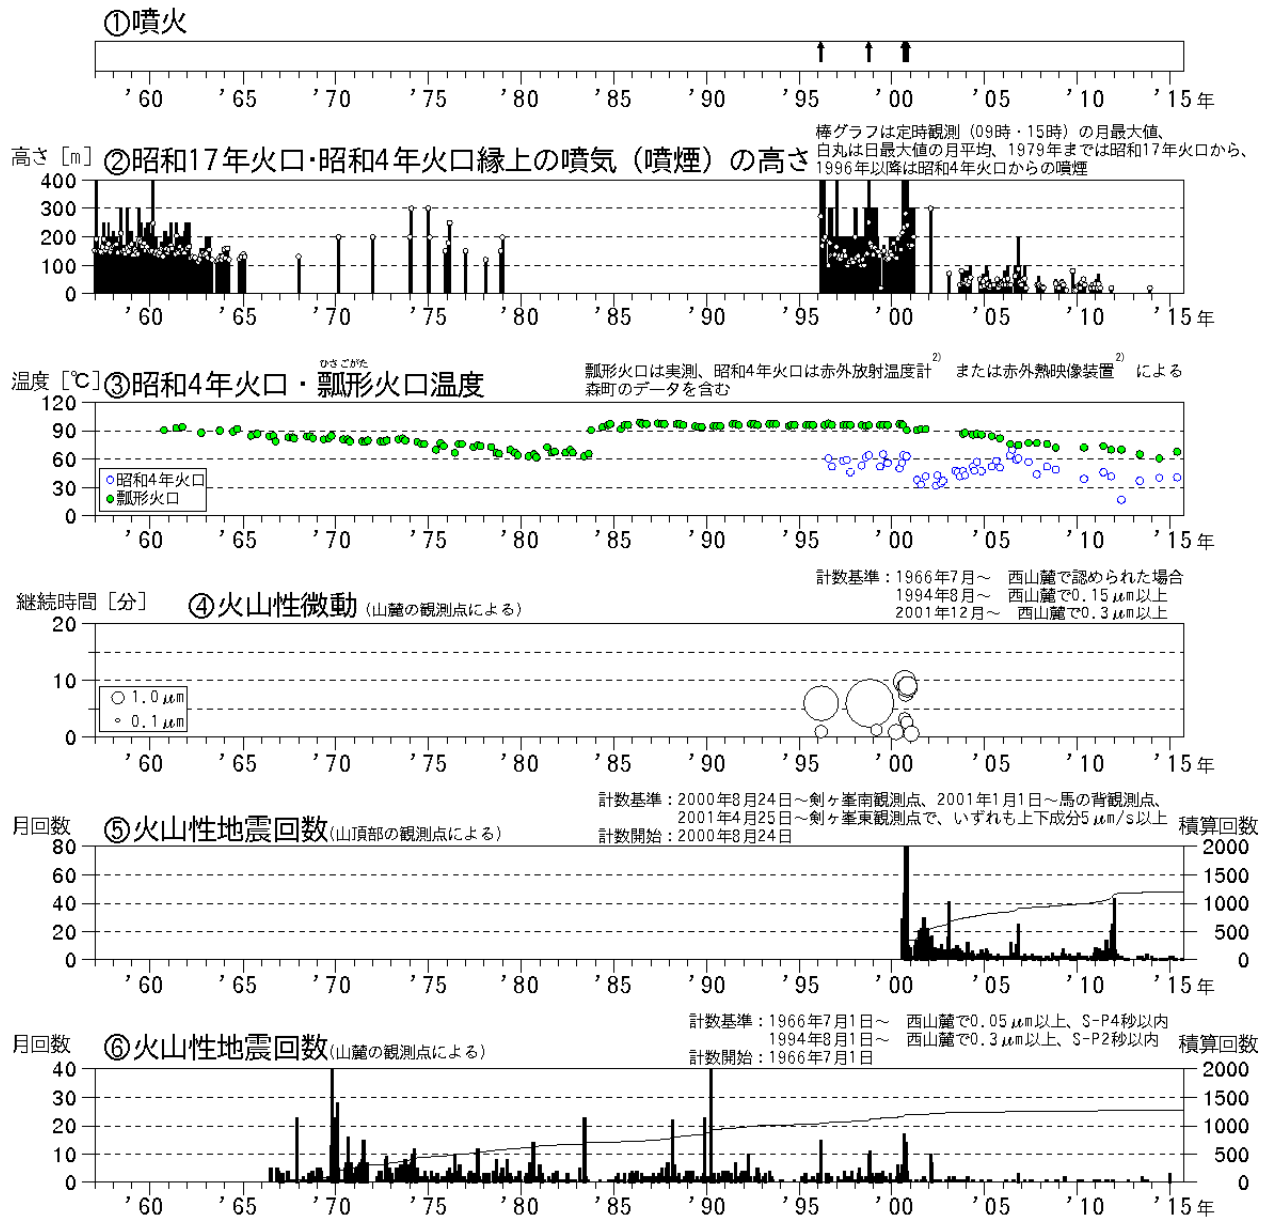 ①噴火
'60 '65 '70 '75 '80 '85 '90 '95 '00 '05 '10 '15 年
棒グラフは定時観測（09時・15時）の月最大値、
高さ［m］ ②昭和17年火口・昭和4年火口縁上の噴気（噴煙）の高さ 白丸は日最大値の月平均、1979年までは昭和17年火口から、
1996年以降は昭和4年火口からの噴煙
400
300
200
100
0
'60 '65 '70 '75 '80 '85 '90 '95 '00 '05 '10 '15 年
ひさごがた
温度［℃］ ③昭和4年火口・瓢形火口温度 瓢形火口は実測、昭和4年火口は赤外放射温度計2) または赤外熱映像装置2) による
森町のデータを含む
120
90
60
30
0
昭和4年火口
瓢形火口
'60 '65 '70 '75 '80 '85 '90 '95 '00 '05 '10 '15 年
計数基準：1966年7月～ 西山麓で認められた場合
継続時間［分］ ④火山性微動（山麓の観測点による） 1994年8月～ 西山麓で0.15μm以上
2001年12月～ 西山麓で0.3μm以上
20
10
0
1.0μm
0.1μm
'60 '65 '70 '75 '80 '85 '90 '95 '00 '05 '10 '15 年
計数基準：2000年8月24日～剣ヶ峯南観測点、2001年1月1日～馬の背観測点、
2001年4月25日～剣ヶ峯東観測点で、いずれも上下成分5μm/s以上
月回数 ⑤火山性地震回数(山頂部の観測点による) 計数開始：2000年8月24日 積算回数
80 2000
60 1500
40 1000
20 500
0 0
'60 '65 '70 '75 '80 '85 '90 '95 '00 '05 '10 '15 年
計数基準：1966年7月1日～ 西山麓で0.05μm以上、S-P4秒以内
1994年8月1日～ 西山麓で0.3μm以上、S-P2秒以内
月回数 ⑥火山性地震回数(山麓の観測点による) 計数開始：1966年7月1日 積算回数
40 2000
30 1500
20 1000
10 500
0 0
'60 '65 '70 '75 '80 '85 '90 '95 '00 '05 '10 '15 年